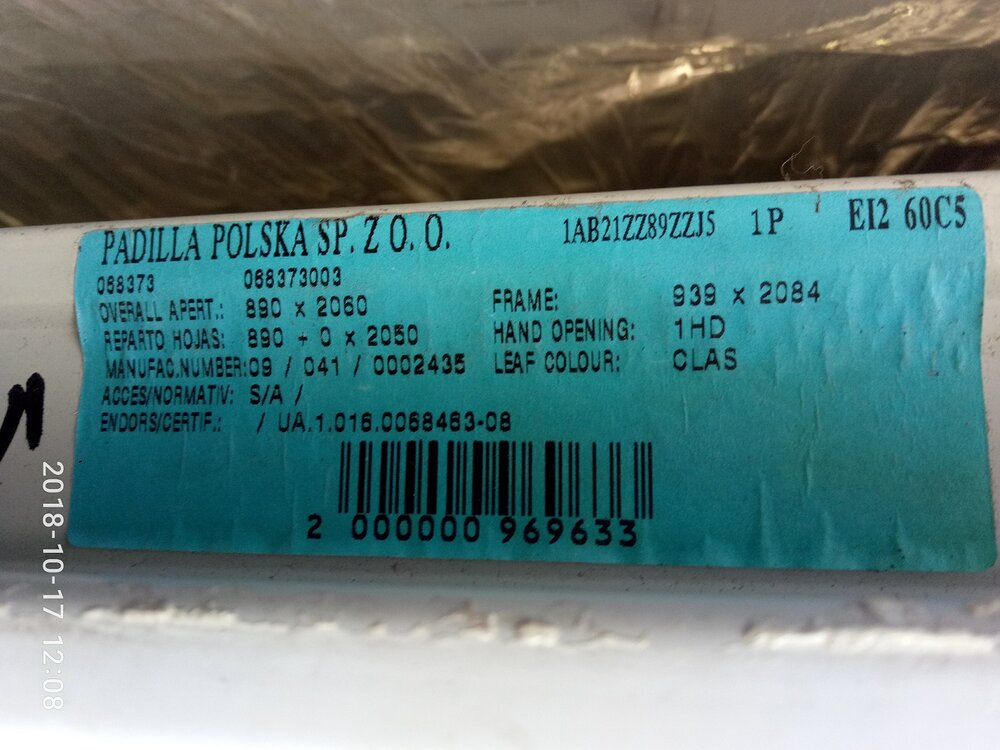 PADILLA POLSKA SP. Z O. O. 1AB21ZZ89ZZJ5 1P EI2 60C5
068373 068373003
OVERALL APERT.: 890 x 2060 FRAME: 939 x 2084
REPARTO HOJAS: 890 + 0 x 2050 HAND OPENING: 1HD
MANUFAC.NUMBER:09 / 041 / 0002435 LEAF COLOUR: CLAS
ACCES/NORMATIV: S/A /
ENDORS/CERTIF.: / UA.1.016.0068463-08
2 000000 969633
2018-10-17 12:08